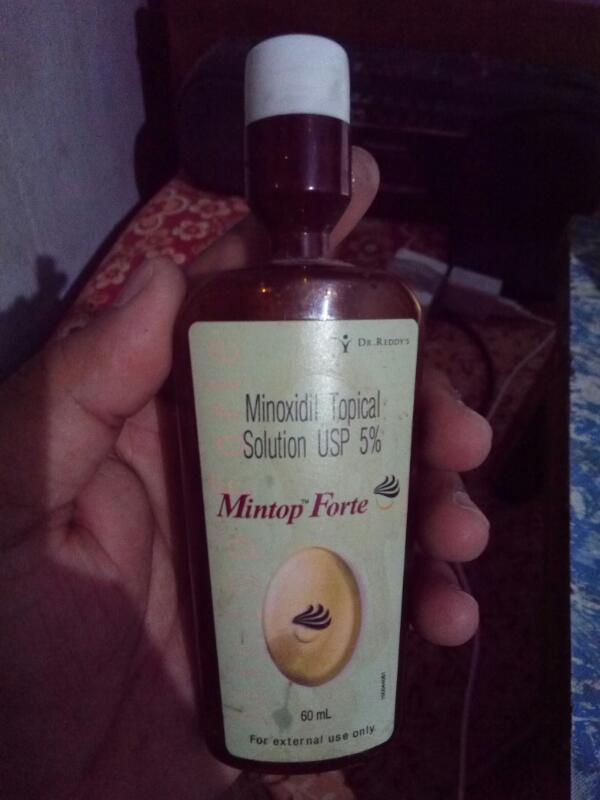 DR.REDDY'S
Minoxidil Topical
Solution USP 5%
Mintop™ Forte
60 mL
For external use only